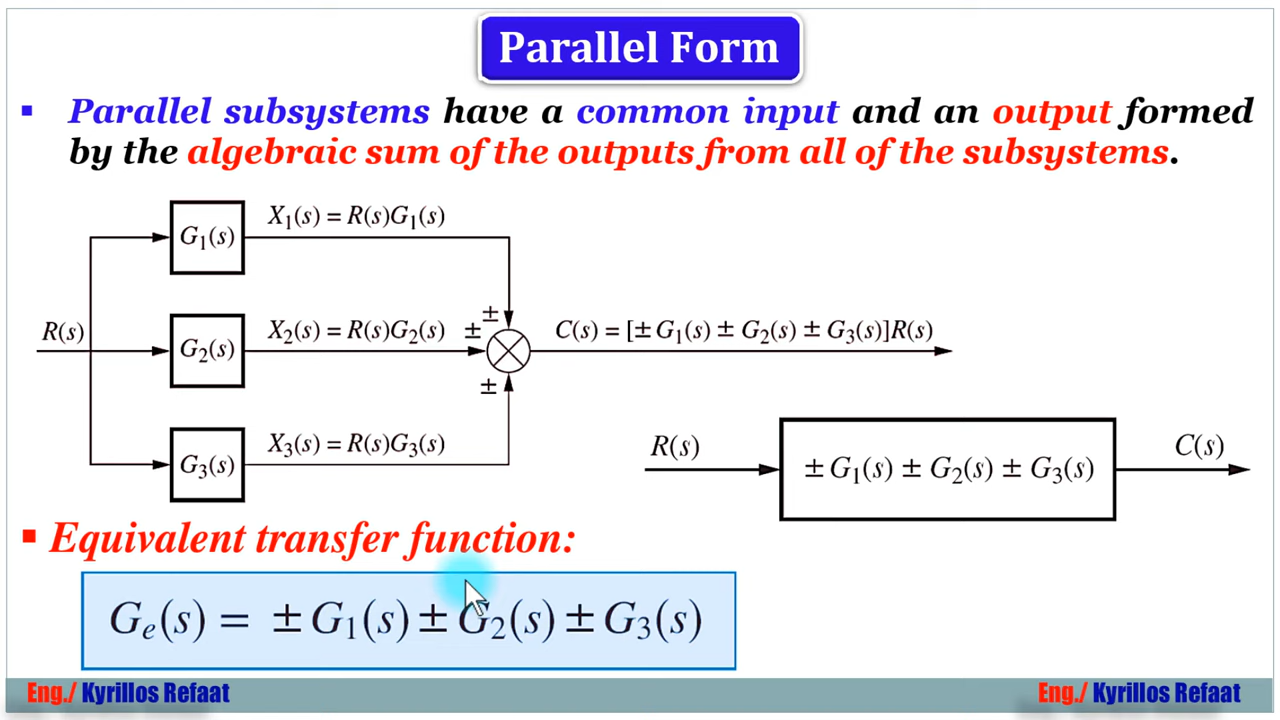 Parallel Form
▪ Parallel subsystems have a common input and an output formed
by the algebraic sum of the outputs from all of the subsystems.
G₁(s)
X₁(s) = R(s)G₁(s)
R(s)
G₂(s)
X₂(s) = R(s)G₂(s)
±
±
±
C(s) = [± G₁(s) ± G₂(s) ± G₃(s)]R(s)
G₃(s)
X₃(s) = R(s)G₃(s)
R(s)
± G₁(s) ± G₂(s) ± G₃(s)
C(s)
▪ Equivalent transfer function:
Gₑ(s) = ± G₁(s) ± G₂(s) ± G₃(s)
Eng./ Kyrillos Refaat
Eng./ Kyrillos Refaat